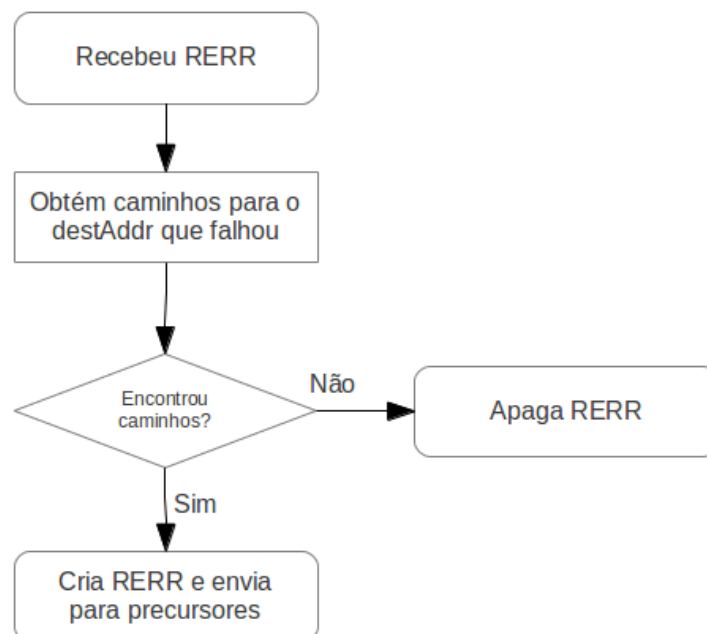 Recebeu RERR
Obtém caminhos para o
destAddr que falhou
Encontrou
caminhos?
Não
Apaga RERR
Sim
Cria RERR e envia
para precursores